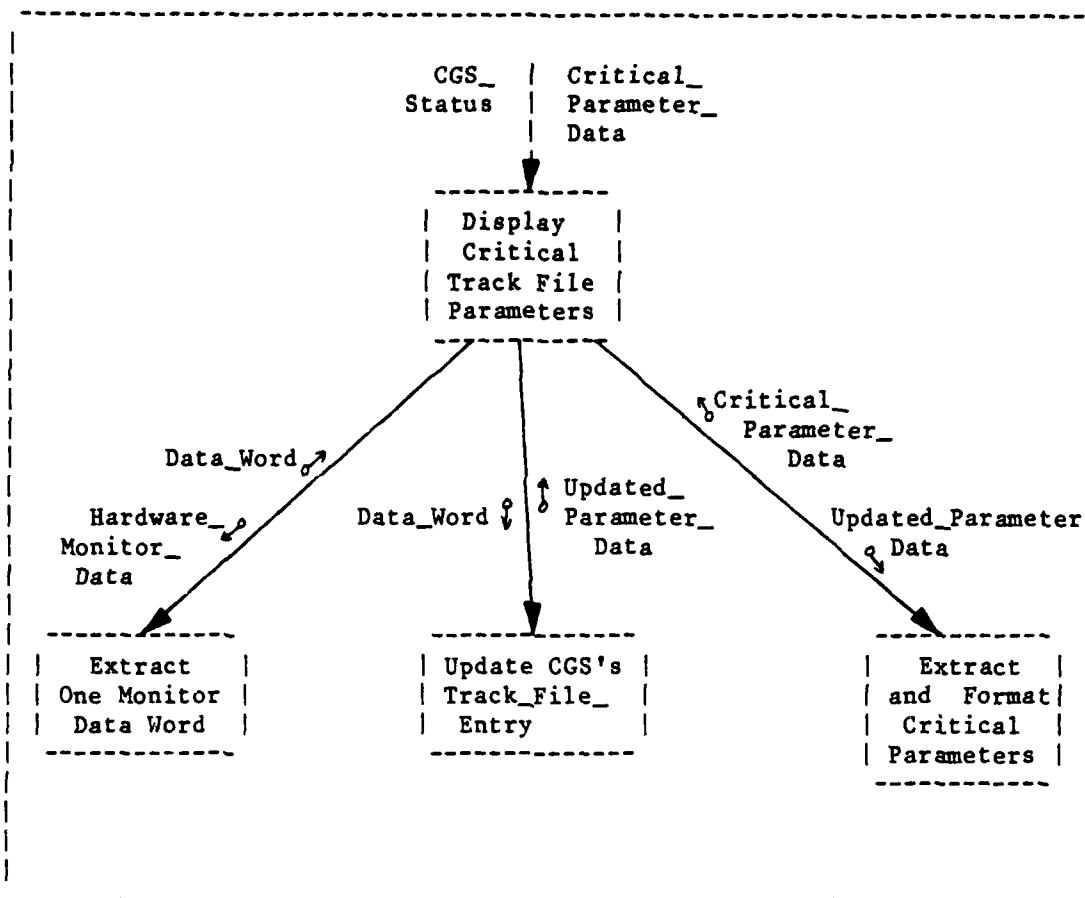 CGS_
Status
Critical_
Parameter_
Data
Display
Critical
Track File
Parameters
Data_Word
Hardware_
Monitor_
Data
Data_Word
Updated_
Parameter_
Data
Critical_
Parameter_
Data
Updated_Parameter
Data
Extract
One Monitor
Data Word
Update CGS's
Track_File_
Entry
Extract
and Format
Critical
Parameters